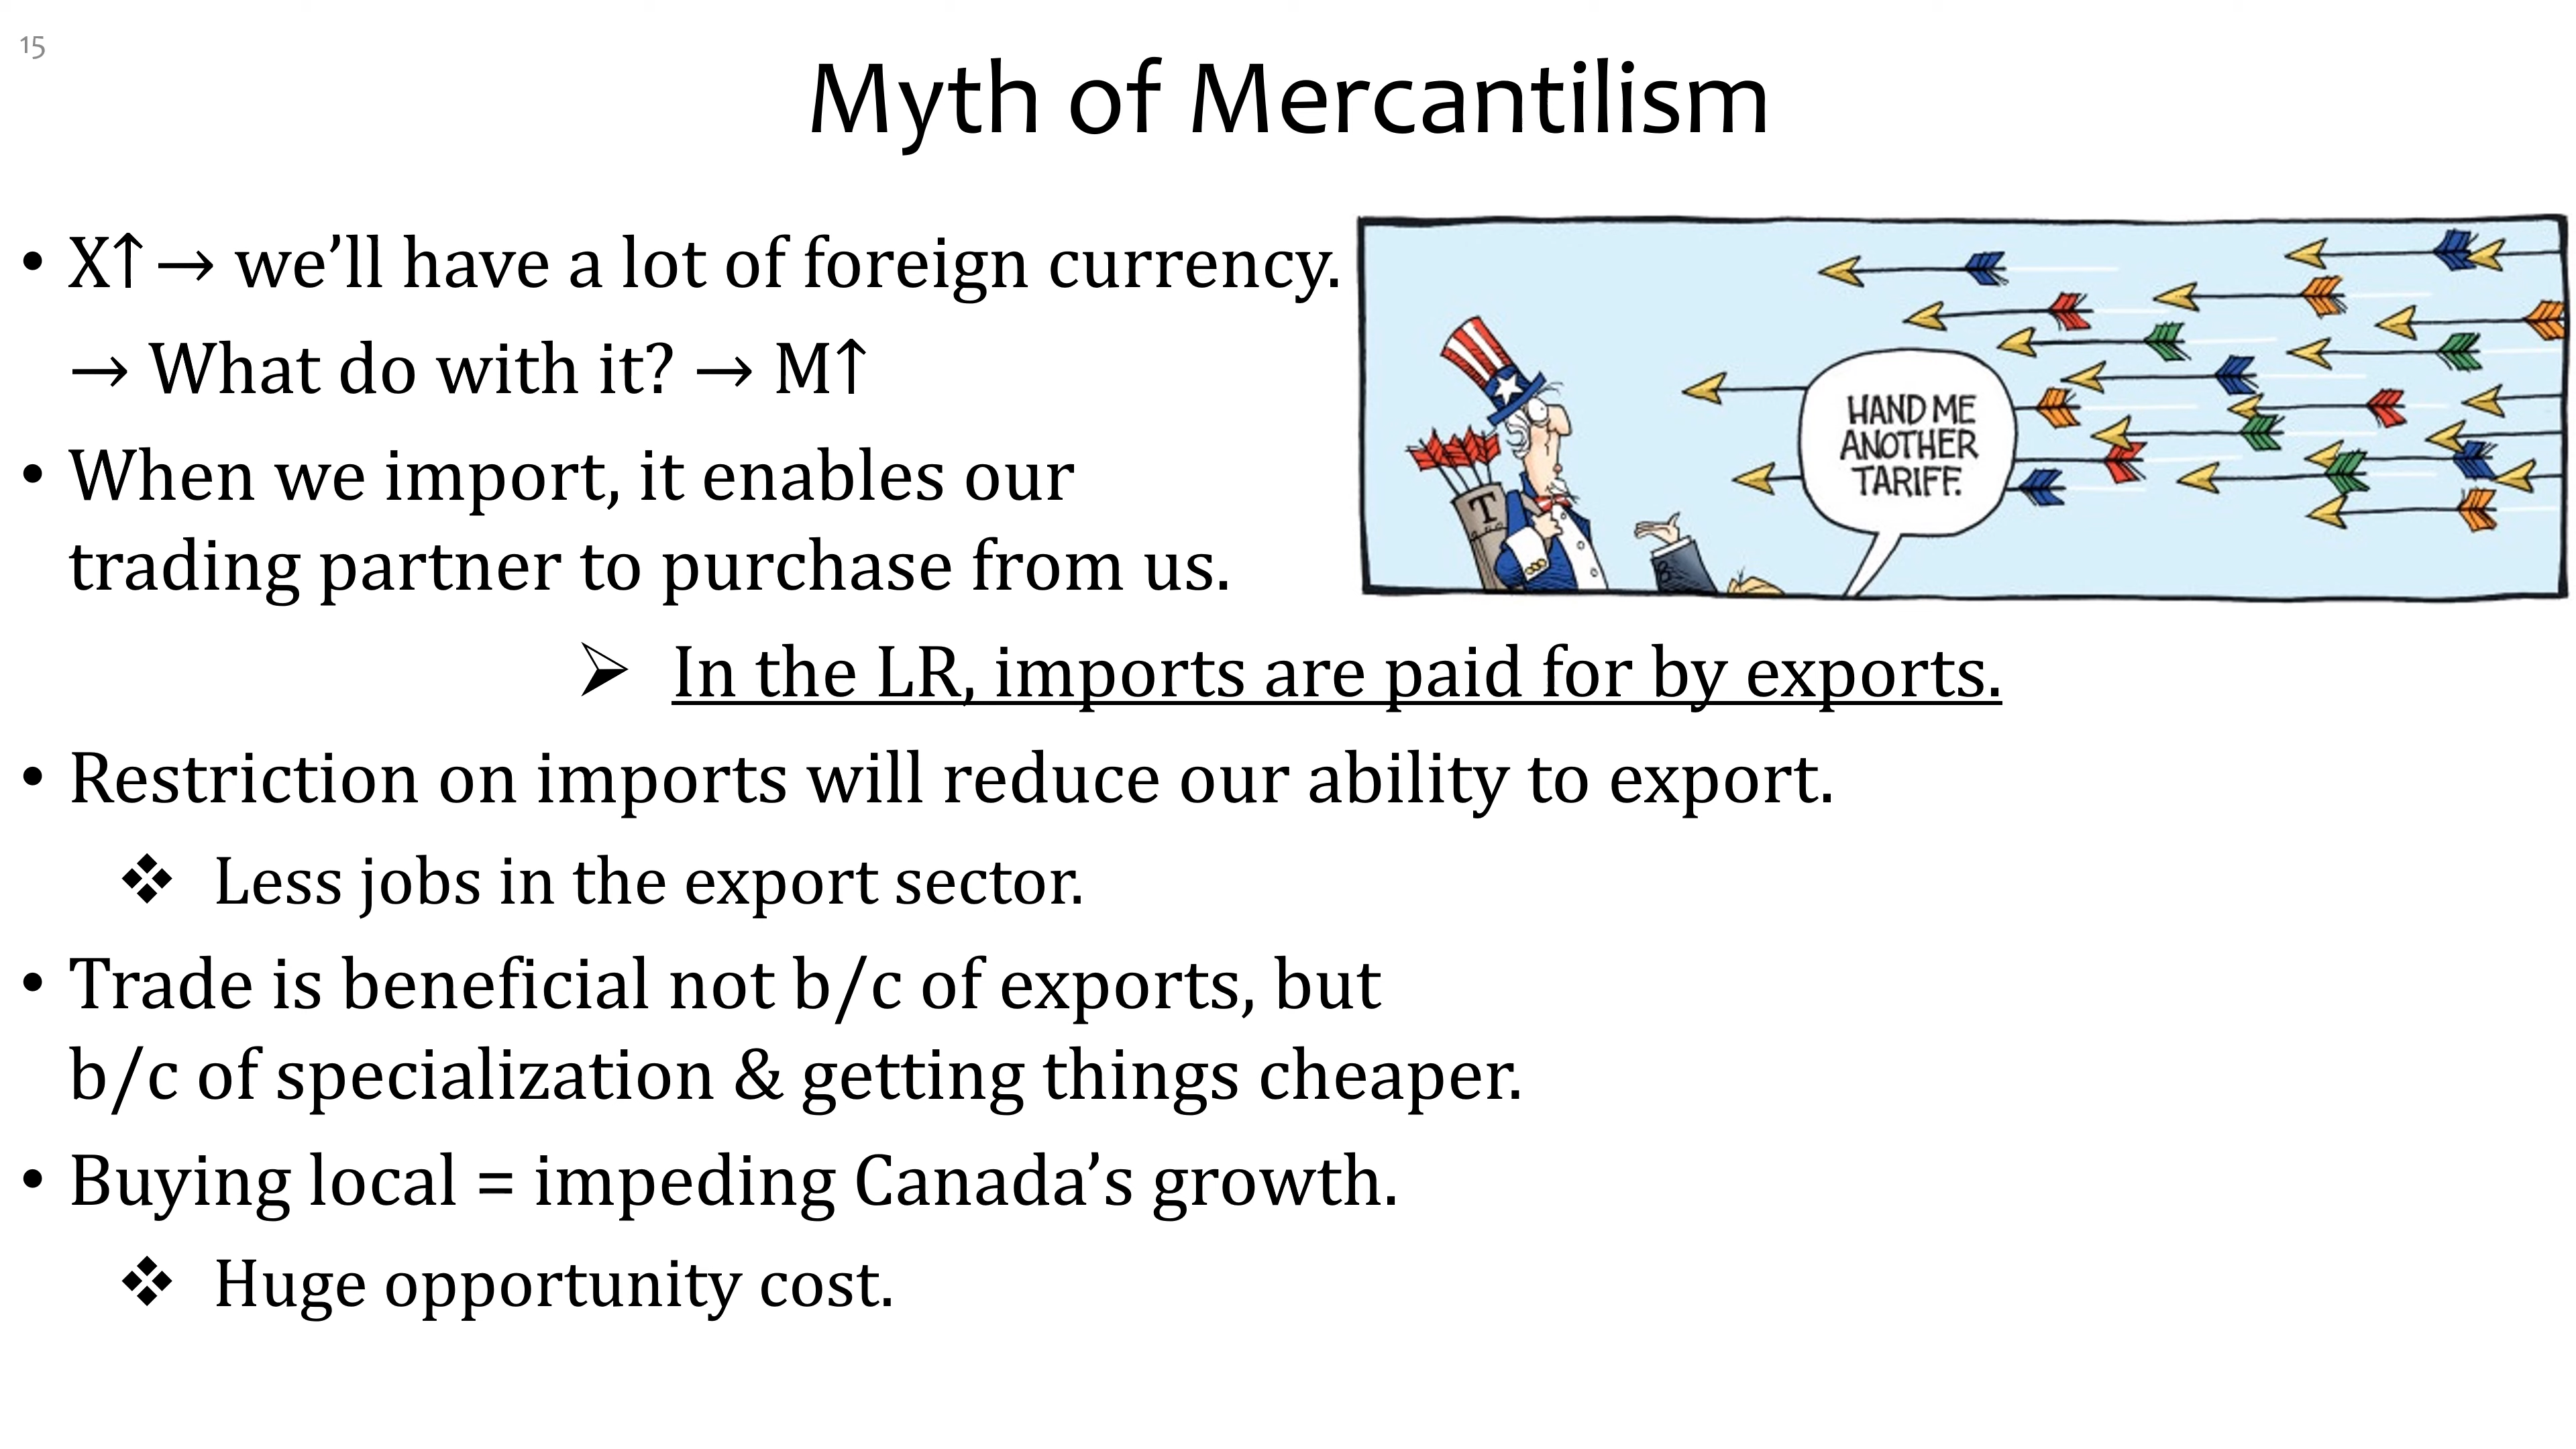 15
Myth of Mercantilism
• X↑→ we’ll have a lot of foreign currency.
→ What do with it? → M↑
• When we import, it enables our
trading partner to purchase from us.
➢ In the LR, imports are paid for by exports.
• Restriction on imports will reduce our ability to export.
❖ Less jobs in the export sector.
• Trade is beneficial not b/c of exports, but
b/c of specialization & getting things cheaper.
• Buying local = impeding Canada’s growth.
❖ Huge opportunity cost.
HAND ME
ANOTHER
TARIFF.
T